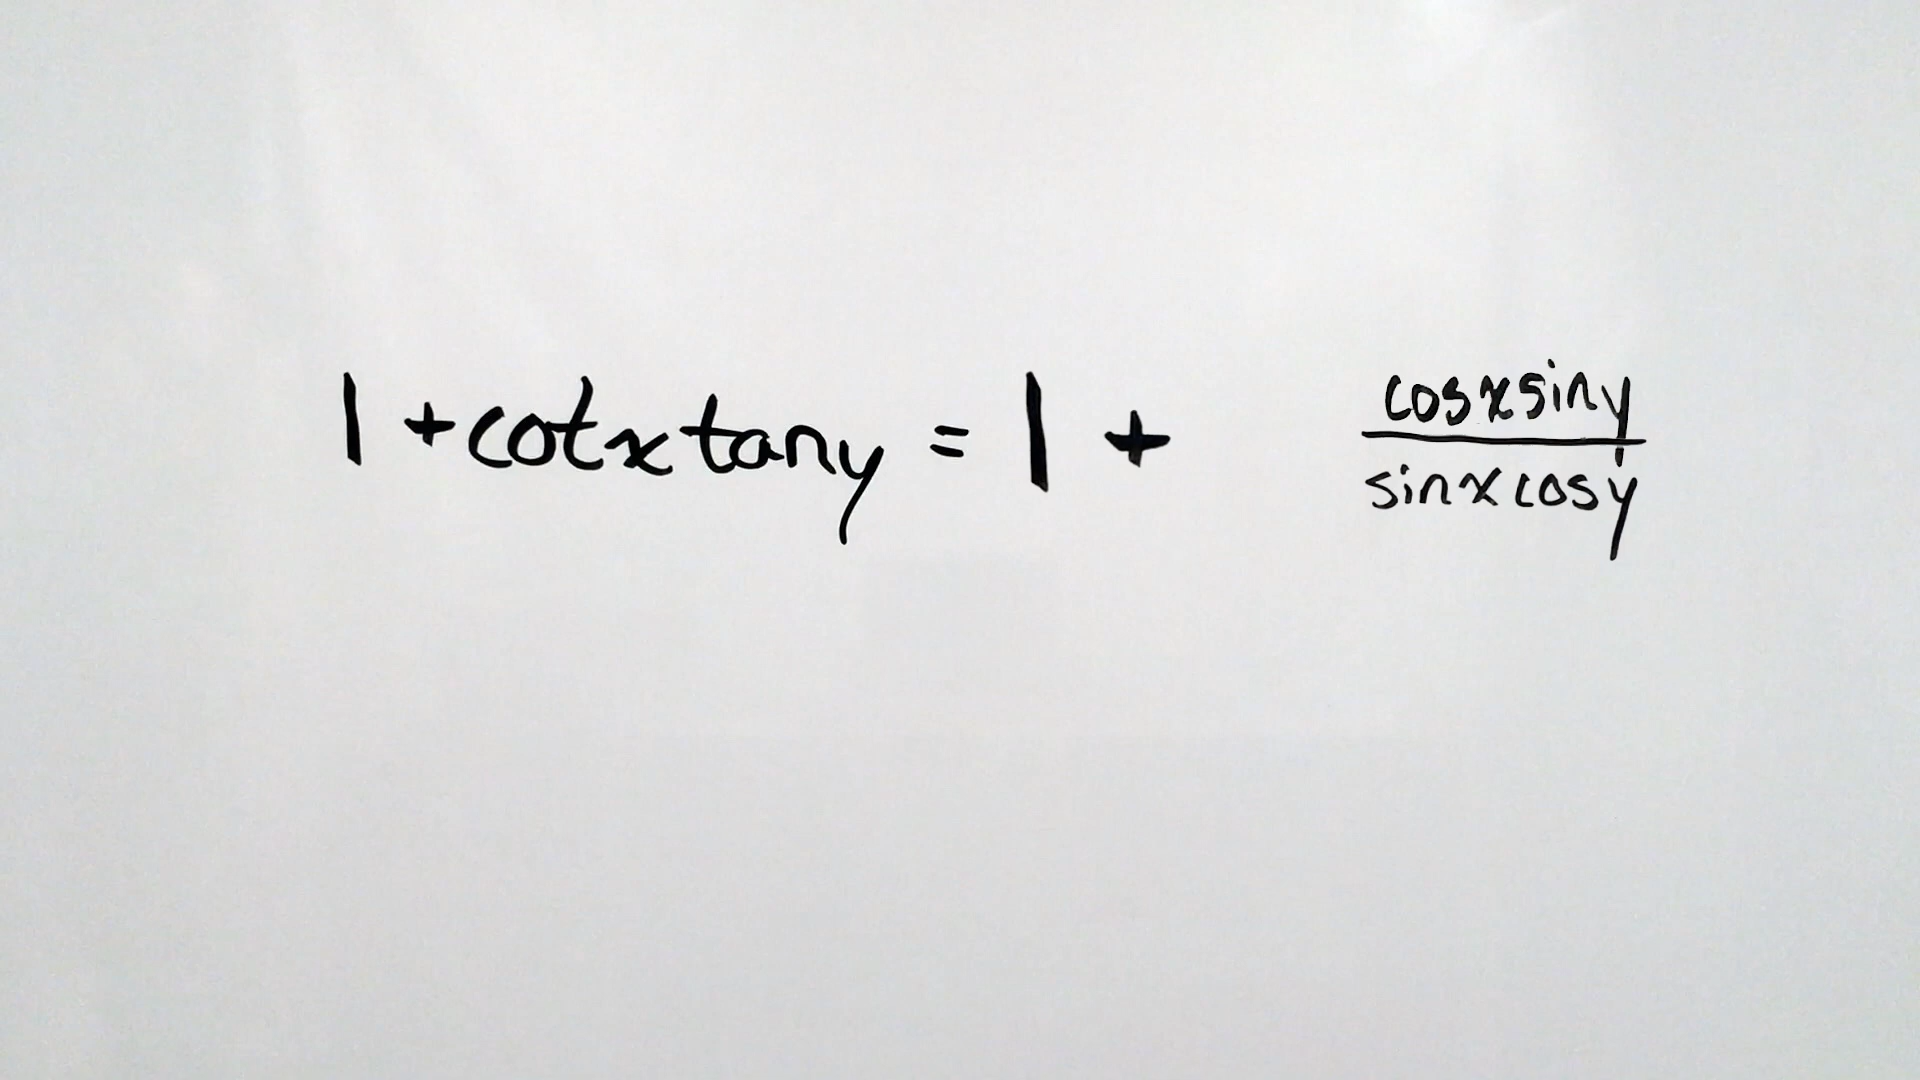 1 + cotx tany = 1 + cosx siny / sinx cosy